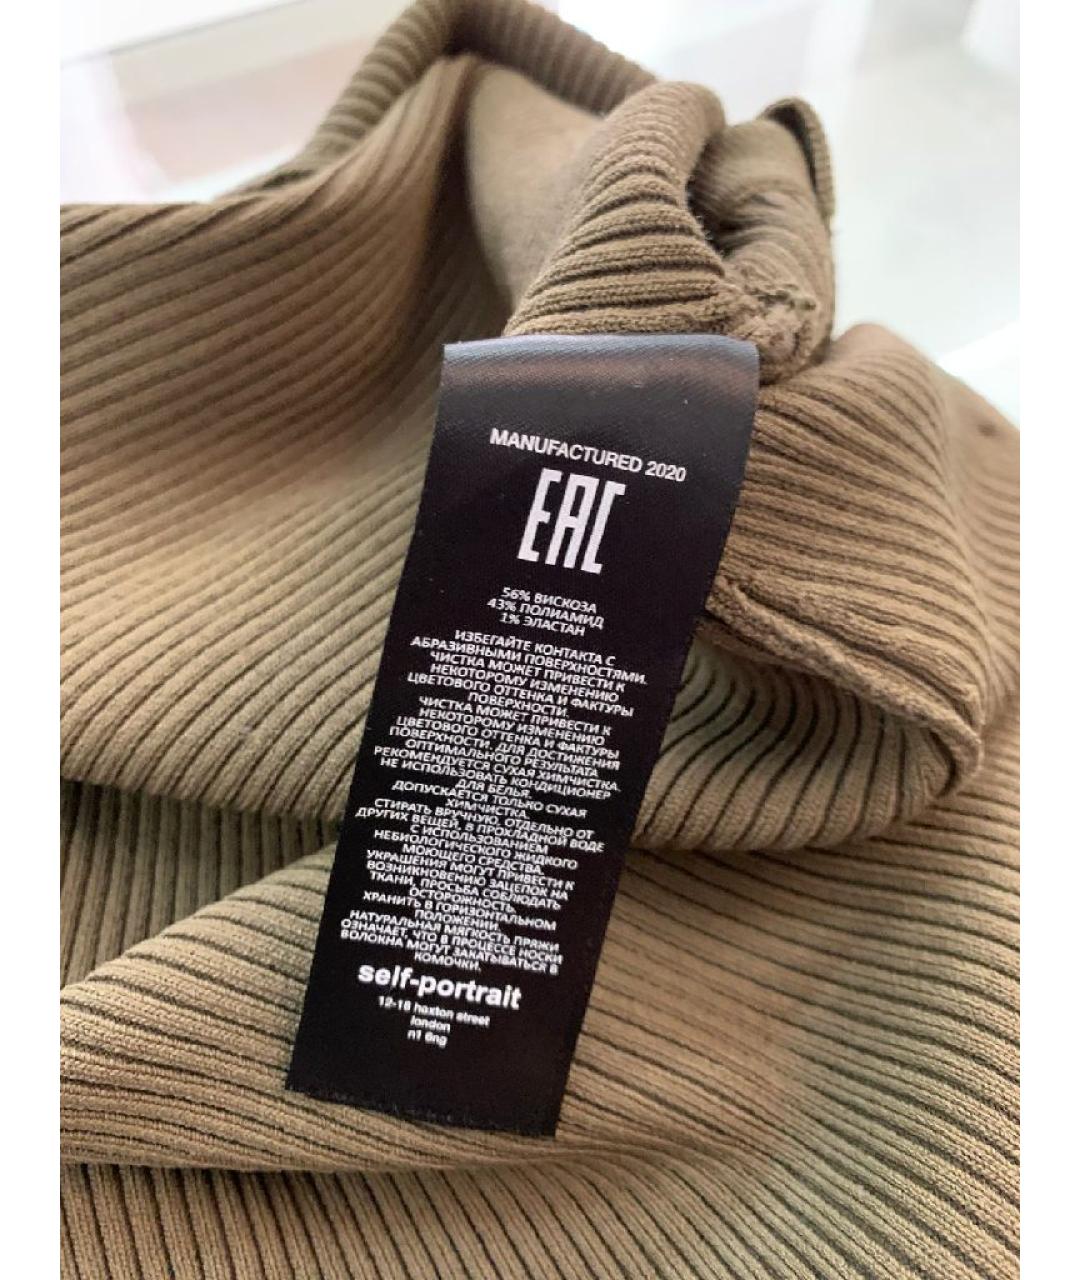 MANUFACTURED 2020
EAC
56% ВИСКОЗА
43% ПОЛИАМИД
1% ЭЛАСТАН
ИЗБЕГАЙТЕ КОНТАКТА С
АБРАЗИВНЫМИ ПОВЕРХНОСТЯМИ.
ЧИСТКА МОЖЕТ ПРИВЕСТИ К
НЕКОТОРОМУ ИЗМЕНЕНИЮ
ЦВЕТОВОГО ОТТЕНКА И ФАКТУРЫ
ПОВЕРХНОСТИ.
ЧИСТКА МОЖЕТ ПРИВЕСТИ К
НЕКОТОРОМУ ИЗМЕНЕНИЮ
ЦВЕТОВОГО ОТТЕНКА И ФАКТУРЫ
ПОВЕРХНОСТИ. ДЛЯ ДОСТИЖЕНИЯ
ОПТИМАЛЬНОГО РЕЗУЛЬТАТА
РЕКОМЕНДУЕТСЯ СУХАЯ ХИМЧИСТКА.
НЕ ИСПОЛЬЗОВАТЬ КОНДИЦИОНЕР
ДЛЯ БЕЛЬЯ.
ДОПУСКАЕТСЯ ТОЛЬКО СУХАЯ
ХИМЧИСТКА.
СТИРАТЬ ВРУЧНУЮ, ОТДЕЛЬНО ОТ
ДРУГИХ ВЕЩЕЙ, В ПРОХЛАДНОЙ ВОДЕ
С ИСПОЛЬЗОВАНИЕМ
НЕБИОЛОГИЧЕСКОГО ЖИДКОГО
МОЮЩЕГО СРЕДСТВА.
УКРАШЕНИЯ МОГУТ ПРИВЕСТИ К
ВОЗНИКНОВЕНИЮ ЗАЦЕПОК НА
ТКАНИ, ПРОСЬБА СОБЛЮДАТЬ
ОСТОРОЖНОСТЬ.
ХРАНИТЬ В ГОРИЗОНТАЛЬНОМ
ПОЛОЖЕНИИ.
НАТУРАЛЬНАЯ МЯГКОСТЬ ПРЯЖИ
ОЗНАЧАЕТ, ЧТО В ПРОЦЕССЕ НОСКИ
ВОЛОКНА МОГУТ ЗАКАТЫВАТЬСЯ В
КОМОЧКИ.
self-portrait
12-18 hoxton street
london
n1 6ng